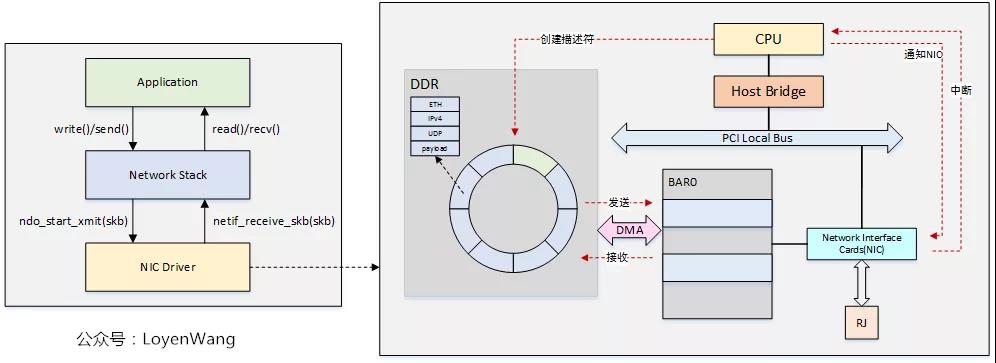 Application
write()/send()
read()/recv()
Network Stack
ndo_start_xmit(skb)
netif_receive_skb(skb)
NIC Driver
公众号：LoyenWang
创建描述符
CPU
通知NIC
中断
Host Bridge
PCI Local Bus
DDR
ETH
IPv4
UDP
payload
发送
DMA
接收
BAR0
Network Interface
Cards(NIC)
RJ